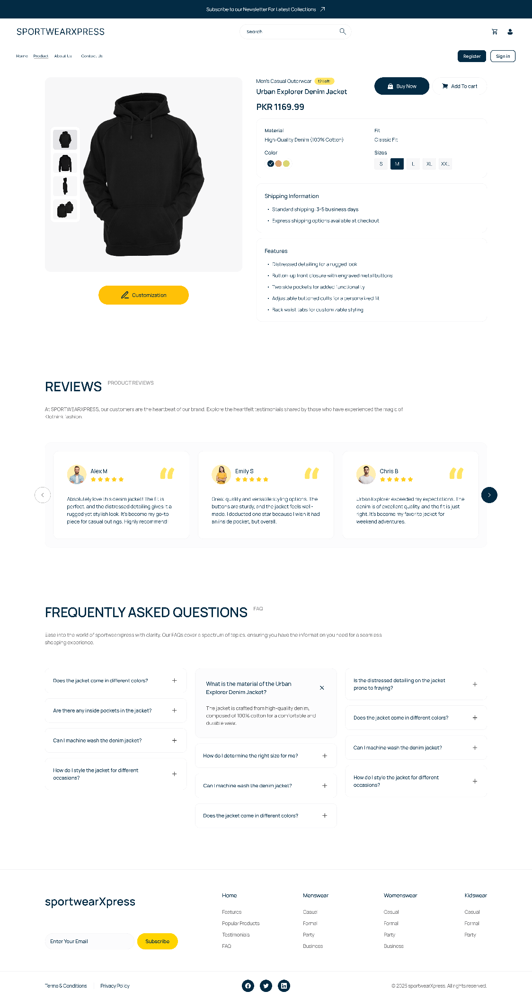 Subscribe to our Newsletter For Latest Collections
SPORTWEARXPRESS
Search
Home
Product
About Us
Contact Us
Register
Sign in
Men's Casual Outerwear
12 Left
Urban Explorer Denim Jacket
PKR 1169.99
Buy Now
Add To cart
Material
High-Quality Denim (100% Cotton)
Fit
Classic Fit
Color
Sizes
S
M
L
XL
XXL
Shipping Information
• Standard shipping: 3-5 business days
• Express shipping options available at checkout
Features
• Distressed detailing for a rugged look
• Button-up front closure with engraved metal buttons
• Two side pockets for added functionality
• Adjustable buttoned cuffs for a personalized fit
• Back waist tabs for customizable styling
Customization
REVIEWS
PRODUCT REVIEWS
At SPORTWEARXPRESS, our customers are the heartbeat of our brand. Explore the heartfelt testimonials shared by those who have experienced the magic of
Klothink fashion.
Alex M
Absolutely love this denim jacket! The fit is
perfect, and the distressed detailing gives it a
rugged yet stylish look. It's become my go-to
piece for casual outings. Highly recommend!
Emily S
Great quality and versatile styling options. The
buttons are sturdy, and the jacket feels well-
made. I deducted one star because I wish it had
an inside pocket, but overall.
Chris B
Urban Explorer exceeded my expectations. The
denim is of excellent quality, and the fit is just
right. It's become my favorite jacket for
weekend adventures.
FREQUENTLY ASKED QUESTIONS
FAQ
Ease into the world of sportwearxpress with clarity. Our FAQs cover a spectrum of topics, ensuring you have the information you need for a seamless
shopping experience.
Does the jacket come in different colors?
Are there any inside pockets in the jacket?
Can I machine wash the denim jacket?
How do I style the jacket for different
occasions?
What is the material of the Urban
Explorer Denim Jacket?
The jacket is crafted from high-quality denim,
composed of 100% cotton for a comfortable and
durable wear.
How do I determine the right size for me?
Can I machine wash the denim jacket?
Does the jacket come in different colors?
Is the distressed detailing on the jacket
prone to fraying?
Does the jacket come in different colors?
Can I machine wash the denim jacket?
How do I style the jacket for different
occasions?
sportwearXpress
Enter Your Email
Subscribe
Home
Features
Popular Products
Testimonials
FAQ
Menswear
Casual
Formal
Party
Business
Womenswear
Casual
Formal
Party
Business
Kidswear
Casual
Formal
Party
Terms & Conditions
Privacy Policy
© 2025 sportwearXpress. All rights reserved.